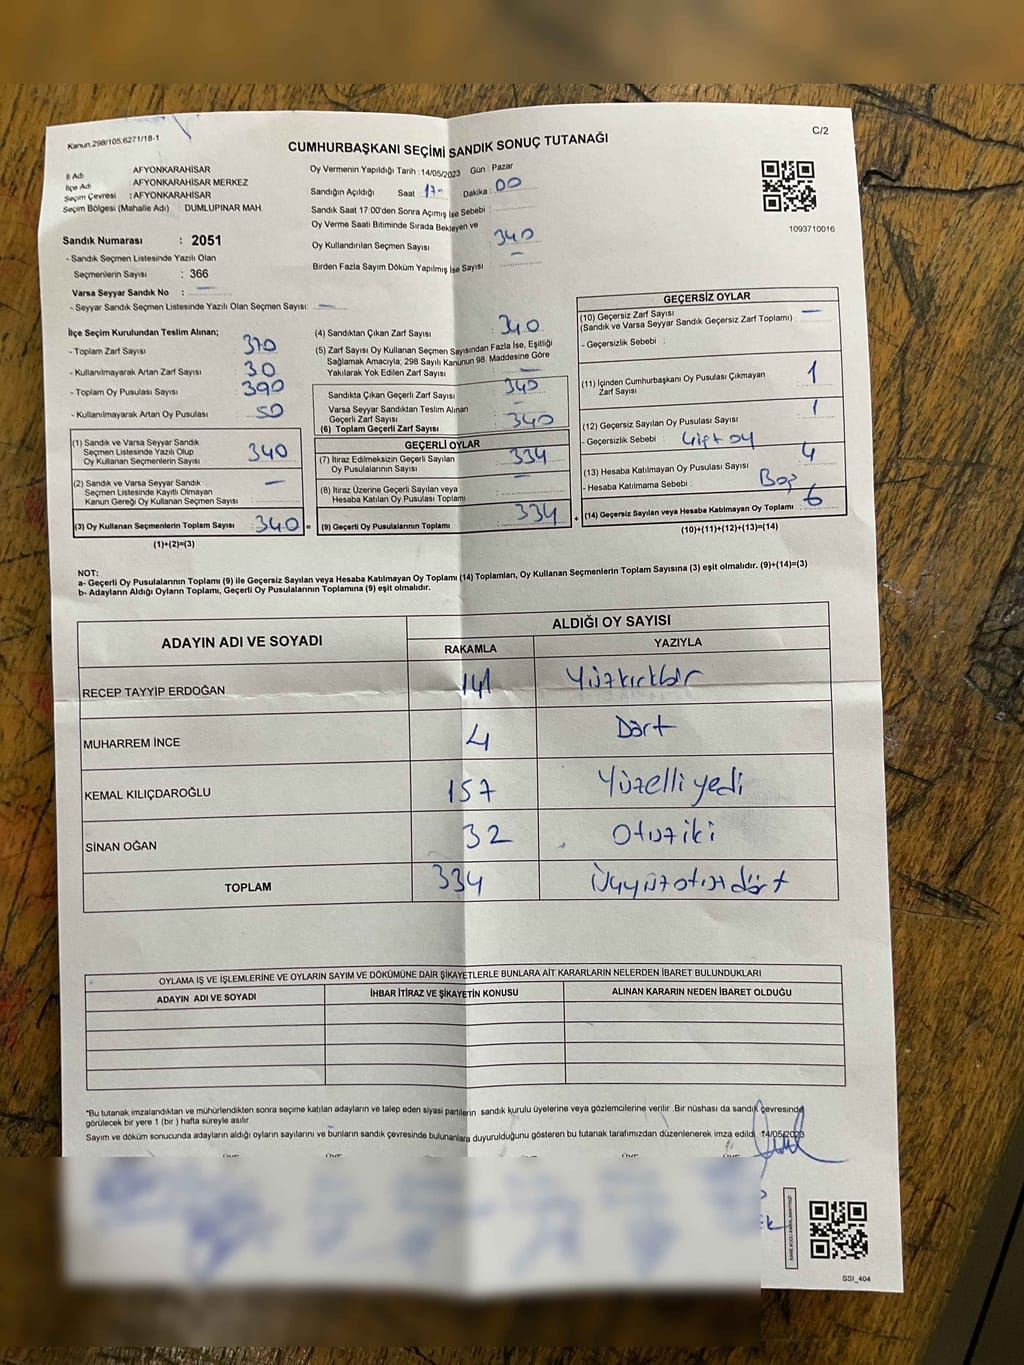 Kanun.298/105,6271/18-1
C/2
CUMHURBAŞKANI SEÇİMİ SANDIK SONUÇ TUTANAĞI
İl Adı : AFYONKARAHİSAR
İlçe Adı : AFYONKARAHİSAR MERKEZ
Seçim Çevresi : AFYONKARAHİSAR
Seçim Bölgesi (Mahalle Adı) DUMLUPINAR MAH.
Sandık Numarası : 2051
- Sandık Seçmen Listesinde Yazılı Olan
Seçmenlerin Sayısı : 366
Varsa Seyyar Sandık No : —
- Seyyar Sandık Seçmen Listesinde Yazılı Olan Seçmen Sayısı: —
Oy Vermenin Yapıldığı Tarih : 14/05/2023 Gün : Pazar
Sandığın Açıldığı Saat : 17- Dakika : 00
Sandık Saat 17:00'den Sonra Açımış İse Sebebi :
Oy Verme Saati Bitiminde Sırada Bekleyen ve
Oy Kullandırılan Seçmen Sayısı : 340
Birden Fazla Sayım Döküm Yapılmış İse Sayısı : —
1093710016
İlçe Seçim Kurulundan Teslim Alınan;
- Toplam Zarf Sayısı : 370
- Kullanılmayarak Artan Zarf Sayısı : 30
- Toplam Oy Pusulası Sayısı : 390
- Kullanılmayarak Artan Oy Pusulası : 50
(1) Sandık ve Varsa Seyyar Sandık
Seçmen Listesinde Yazılı Olup
Oy Kullanan Seçmenlerin Sayısı : 340
(2) Sandık ve Varsa Seyyar Sandık
Seçmen Listesinde Kayıtlı Olmayan
Kanun Gereği Oy Kullanan Seçmen Sayısı : —
(3) Oy Kullanan Seçmenlerin Toplam Sayısı : 340 =
(1)+(2)=(3)
(4) Sandıktan Çıkan Zarf Sayısı : 340
(5) Zarf Sayısı Oy Kullanan Seçmen Sayısından Fazla İse, Eşitliği
Sağlamak Amacıyla; 298 Sayılı Kanunun 98. Maddesine Göre
Yakılarak Yok Edilen Zarf Sayısı : —
Sandıkta Çıkan Geçerli Zarf Sayısı : 340
Varsa Seyyar Sandıktan Teslim Alınan
Geçerli Zarf Sayısı : —
(6) Toplam Geçerli Zarf Sayısı : 340
GEÇERLİ OYLAR
(7) İtiraz Edilmeksizin Geçerli Sayılan
Oy Pusulalarının Sayısı : 334
(8) İtiraz Üzerine Geçerli Sayılan veya
Hesaba Katılan Oy Pusulası Toplamı : —
(9) Geçerli Oy Pusulalarının Toplamı : 334 +
GEÇERSİZ OYLAR
(10) Geçersiz Zarf Sayısı : —
(Sandık ve Varsa Seyyar Sandık Geçersiz Zarf Toplamı)
- Geçersizlik Sebebi :
(11) İçinden Cumhurbaşkanı Oy Pusulası Çıkmayan
Zarf Sayısı : 1
(12) Geçersiz Sayılan Oy Pusulası Sayısı : 1
- Geçersizlik Sebebi : Çift oy
(13) Hesaba Katılmayan Oy Pusulası Sayısı : 4
- Hesaba Katılmama Sebebi : Boş
(14) Geçersiz Sayılan veya Hesaba Katılmayan Oy Toplamı : 6
(10)+(11)+(12)+(13)=(14)
NOT:
a- Geçerli Oy Pusulalarının Toplamı (9) ile Geçersiz Sayılan veya Hesaba Katılmayan Oy Toplamı (14) Toplamları, Oy Kullanan Seçmenlerin Toplam Sayısına (3) eşit olmalıdır. (9)+(14)=(3)
b- Adayların Aldığı Oyların Toplamı, Geçerli Oy Pusulalarının Toplamına (9) eşit olmalıdır.
ADAYIN ADI VE SOYADI
ALDIĞI OY SAYISI
RAKAMLA YAZIYLA
RECEP TAYYİP ERDOĞAN 141 Yüzkırkbir
MUHARREM İNCE 4 Dört
KEMAL KILIÇDAROĞLU 157 Yüzelliyedi
SİNAN OĞAN 32 Otuziki
TOPLAM 334 Üçyüzotuzdört
OYLAMA İŞ VE İŞLEMLERİNE VE OYLARIN SAYIM VE DÖKÜMÜNE DAİR ŞİKAYETLERLE BUNLARA AİT KARARLARIN NELERDEN İBARET BULUNDUKLARI
ADAYIN ADI VE SOYADI İHBAR İTİRAZ VE ŞİKAYETİN KONUSU ALINAN KARARIN NEDEN İBARET OLDUĞU
*Bu tutanak imzalandıktan ve mühürlendikten sonra seçime katılan adayların ve talep eden siyasi partilerin sandık kurulu üyelerine veya gözlemcilerine verilir .Bir nüshası da sandık çevresinde
görülecek bir yere 1 (bir ) hafta süreyle asılır.
Sayım ve döküm sonucunda adayların aldığı oyların sayılarını ve bunların sandık çevresinde bulunanlara duyurulduğunu gösteren bu tutanak tarafımızdan düzenlenerek imza edildi. 14/05/2023
SSI_404